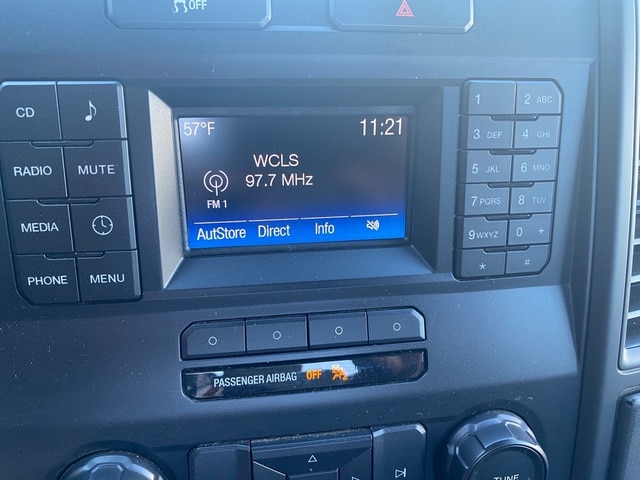 OFF
57°F 11:21
WCLS
97.7 MHz
FM 1
AutoStore Direct Info
CD
RADIO MUTE
MEDIA
PHONE MENU
1 2 ABC
3 DEF 4 GHI
5 JKL 6 MNO
7 PQRS 8 TUV
9 WXYZ 0 +
* #
PASSENGER AIRBAG OFF
TUNE